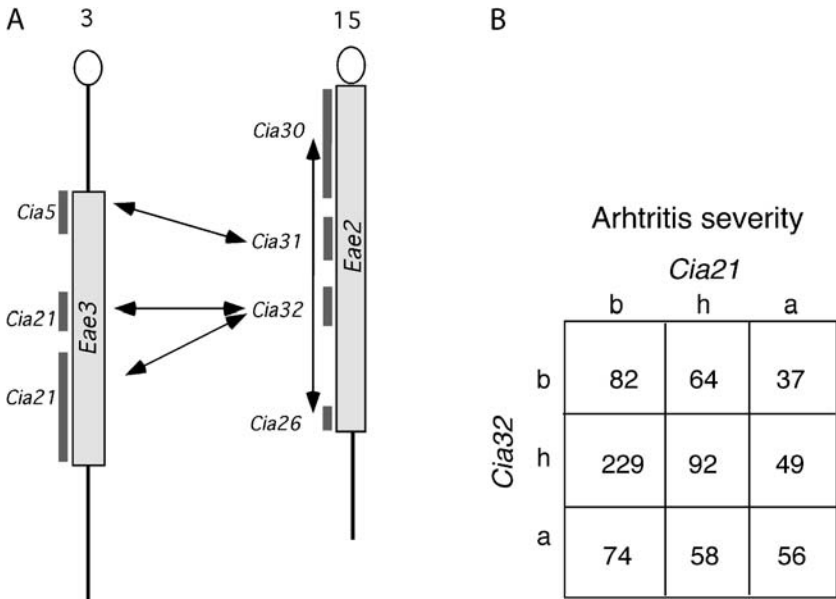 A
3
15
Cia5
Cia21
Cia21
Eae3
Cia30
Cia31
Cia32
Cia26
Eae2
B
Arhtritis severity
Cia21
b h a
Cia32
b 82 64 37
h 229 92 49
a 74 58 56